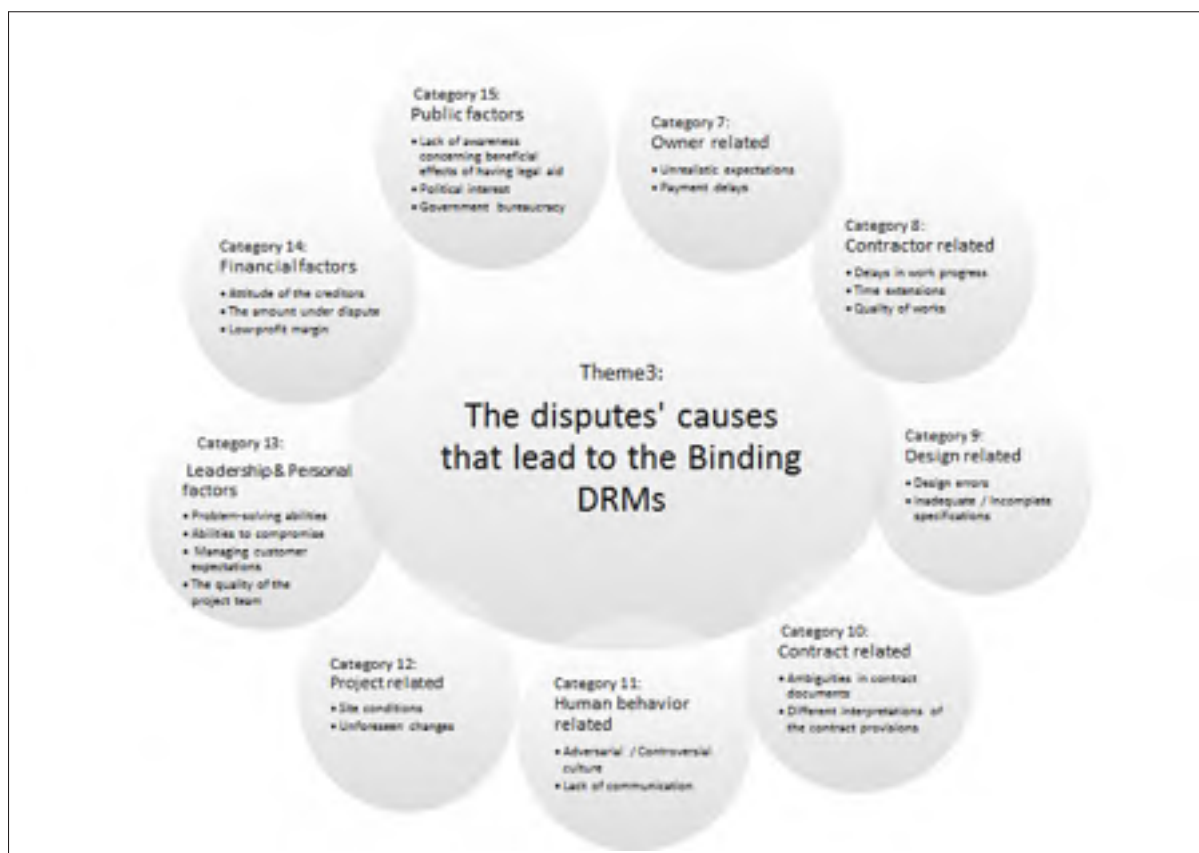 Theme3:
The disputes' causes
that lead to the Binding
DRMs
Category 7:
Owner related
• Unrealistic expectations
• Payment delays
Category 8:
Contractor related
• Delays in work progress
• Time extensions
• Quality of works
Category 9:
Design related
• Design errors
• Inadequate / Incomplete
specifications
Category 10:
Contract related
• Ambiguities in contract
documents
• Different interpretations of
the contract provisions
Category 11:
Human behavior
related
• Adversarial / Controversial
culture
• Lack of communication
Category 12:
Project related
• Site conditions
• Unforeseen changes
Category 13:
Leadership & Personal
factors
• Problem-solving abilities
• Abilities to compromise
• Managing customer
expectations
• The quality of the
project team
Category 14:
Financial factors
• Attitude of the creditors
• The amount under dispute
• Low-profit margin
Category 15:
Public factors
• Lack of awareness
concerning beneficial
effects of having legal aid
• Political interest
• Government bureaucracy